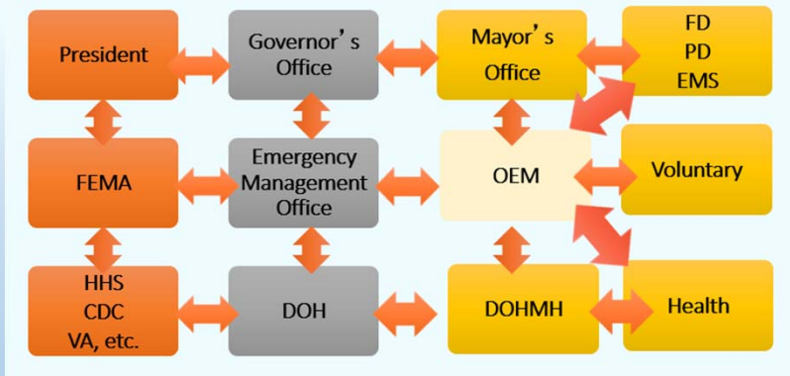 President
Governor’s
Office
Mayor’s
Office
FD
PD
EMS
FEMA
Emergency
Management
Office
OEM
Voluntary
HHS
CDC
VA, etc.
DOH
DOHMH
Health